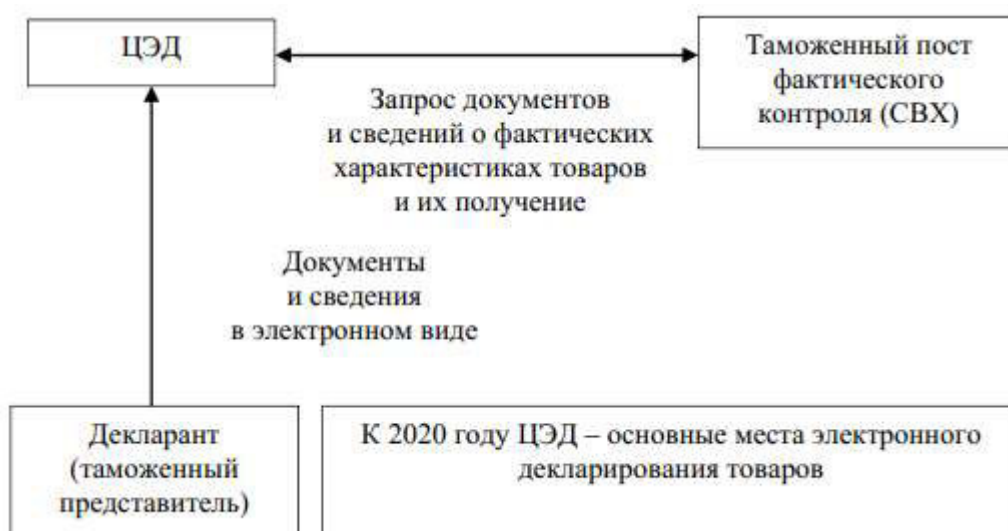 ЦЭД
Таможенный пост
фактического
контроля (СВХ)
Запрос документов
и сведений о фактических
характеристиках товаров
и их получение
Документы
и сведения
в электронном виде
Декларант
(таможенный
представитель)
К 2020 году ЦЭД – основные места электронного
декларирования товаров